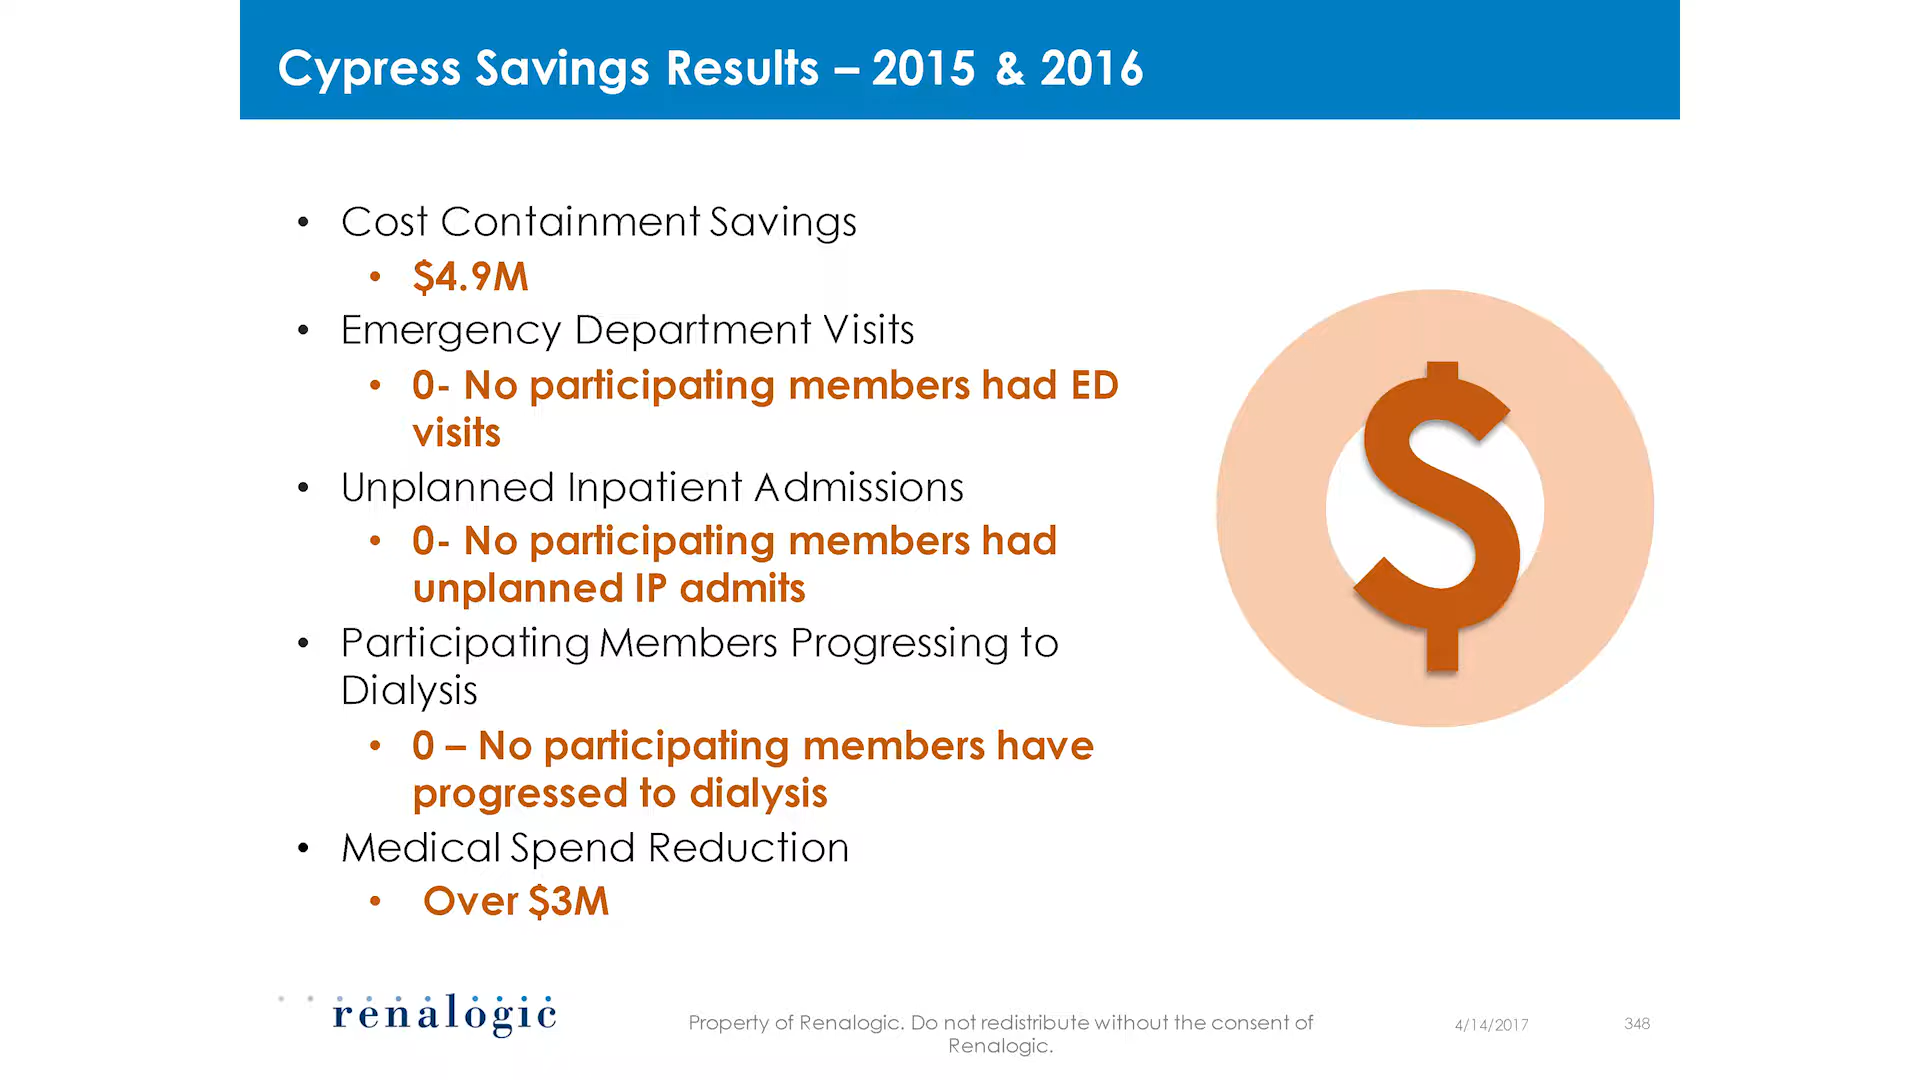 Cypress Savings Results – 2015 & 2016
• Cost Containment Savings
• $4.9M
• Emergency Department Visits
• 0- No participating members had ED
visits
• Unplanned Inpatient Admissions
• 0- No participating members had
unplanned IP admits
• Participating Members Progressing to
Dialysis
• 0 – No participating members have
progressed to dialysis
• Medical Spend Reduction
• Over $3M
$
renalogic
Property of Renalogic. Do not redistribute without the consent of
Renalogic.
4/14/2017
348